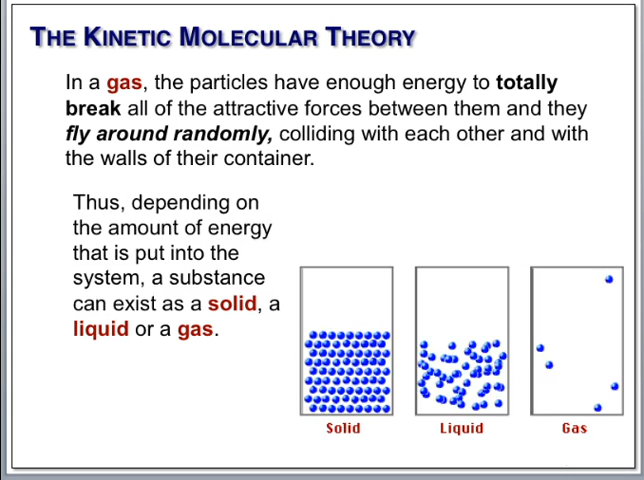 THE KINETIC MOLECULAR THEORY
In a gas, the particles have enough energy to totally
break all of the attractive forces between them and they
fly around randomly, colliding with each other and with
the walls of their container.
Thus, depending on
the amount of energy
that is put into the
system, a substance
can exist as a solid, a
liquid or a gas.
Solid
Liquid
Gas